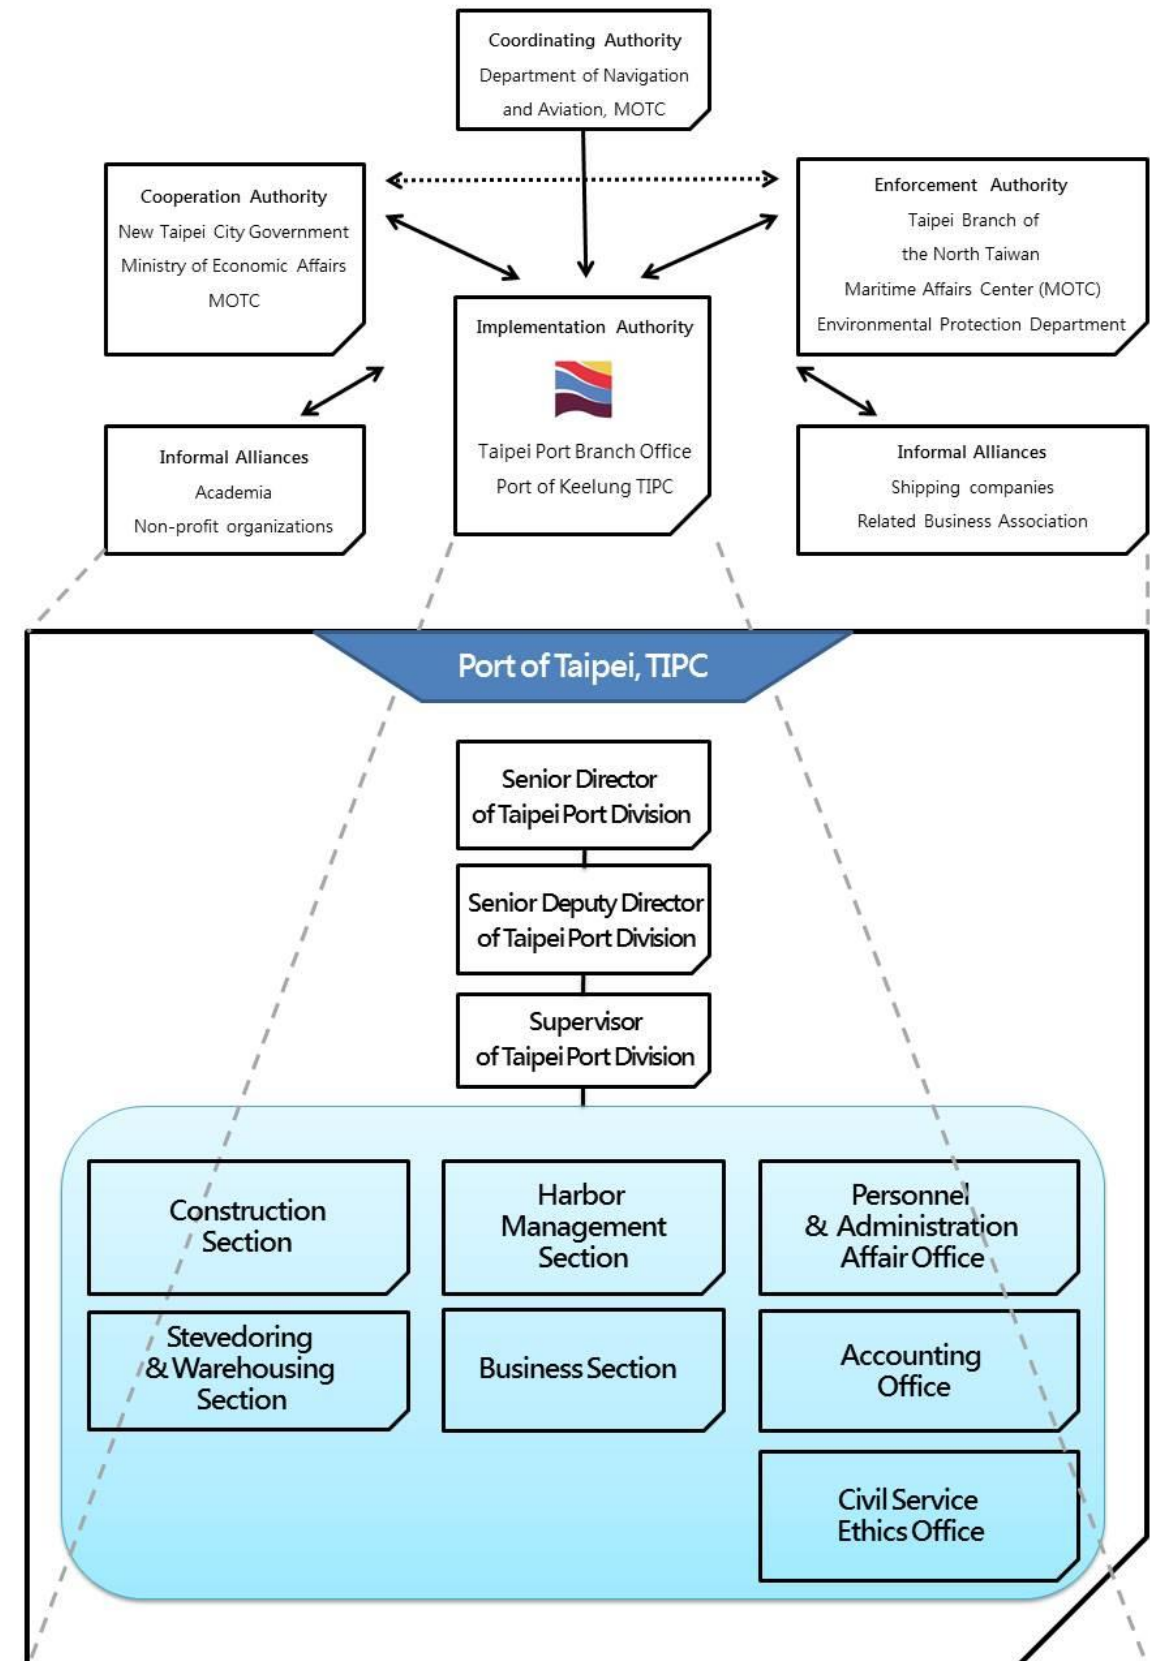 Coordinating Authority
Department of Navigation
and Aviation, MOTC
Cooperation Authority
New Taipei City Government
Ministry of Economic Affairs
MOTC
Enforcement Authority
Taipei Branch of
the North Taiwan
Maritime Affairs Center (MOTC)
Environmental Protection Department
Implementation Authority
Taipei Port Branch Office
Port of Keelung TIPC
Informal Alliances
Academia
Non-profit organizations
Informal Alliances
Shipping companies
Related Business Association
Port of Taipei, TIPC
Senior Director
of Taipei Port Division
Senior Deputy Director
of Taipei Port Division
Supervisor
of Taipei Port Division
Construction
Section
Harbor
Management
Section
Personnel
& Administration
Affair Office
Stevedoring
& Warehousing
Section
Business Section
Accounting
Office
Civil Service
Ethics Office